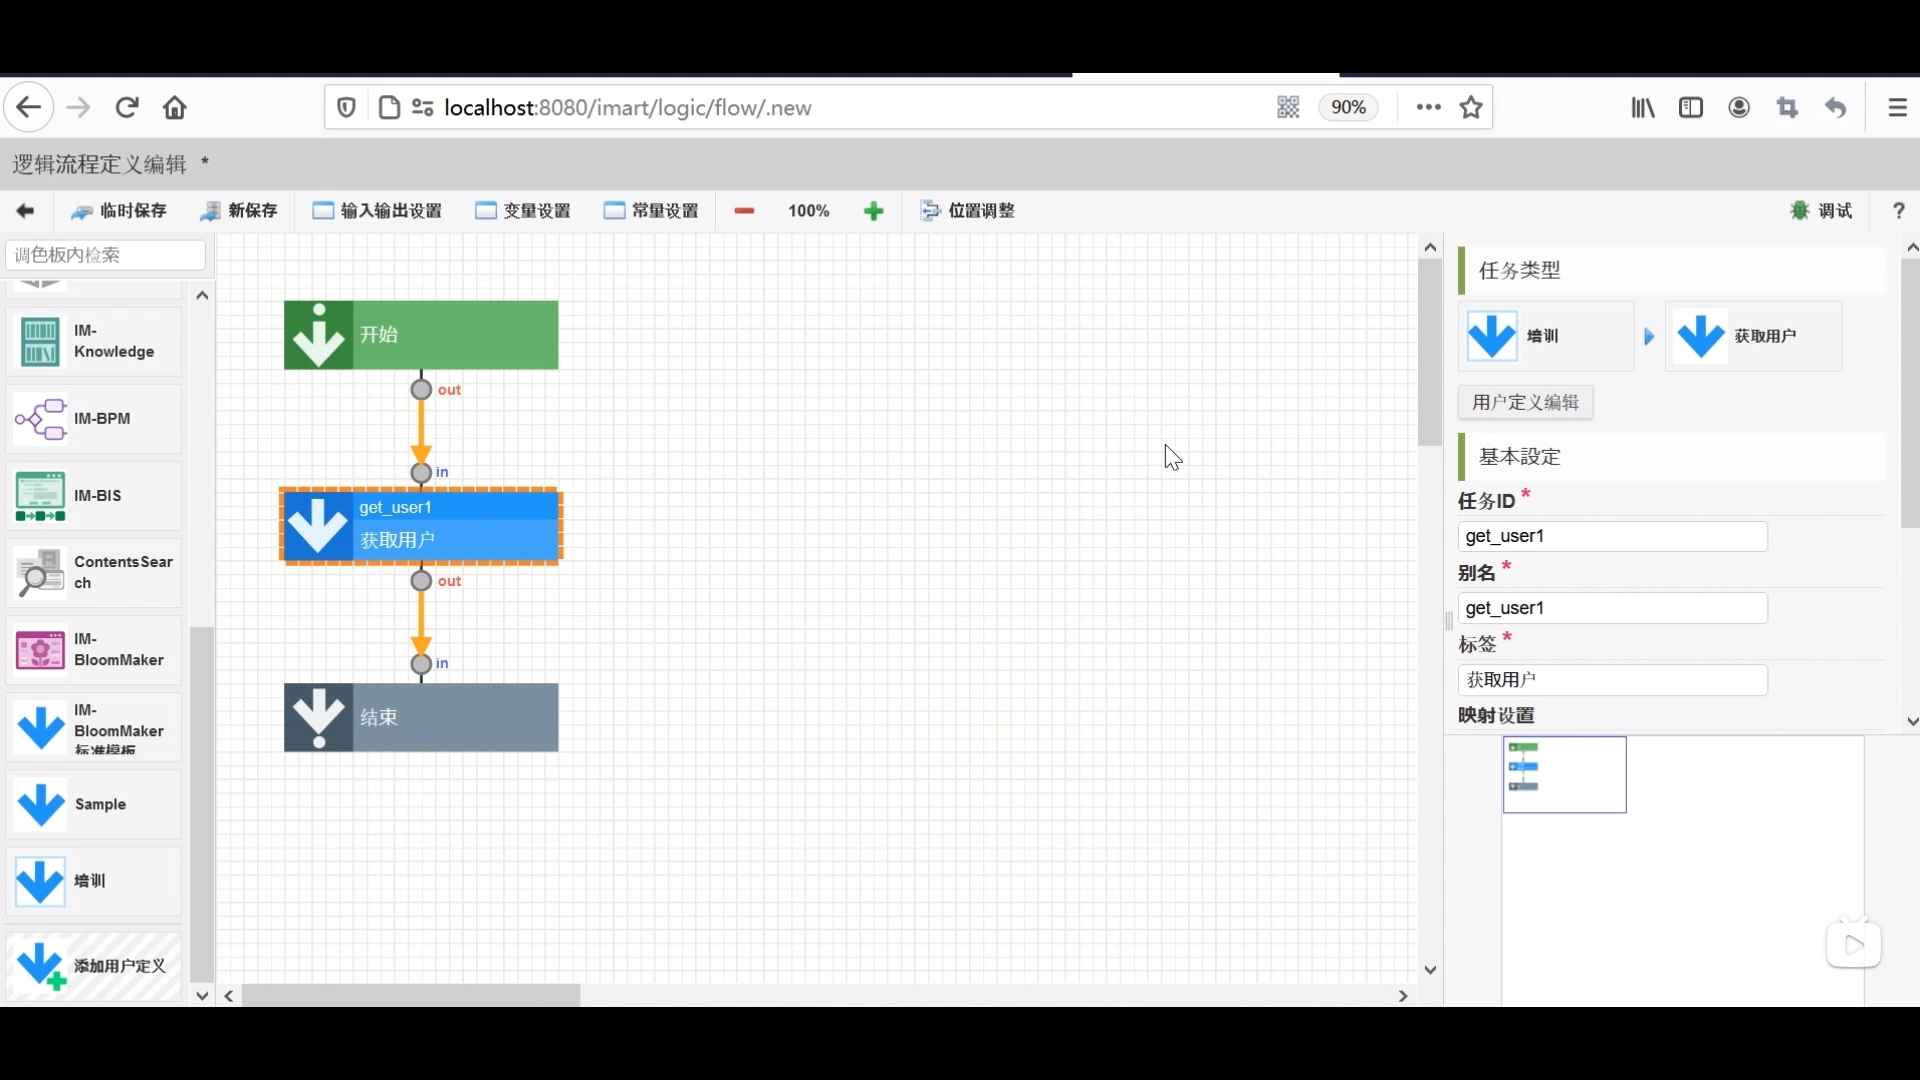 localhost:8080/imart/logic/flow/.new
90%
逻辑流程定义编辑 *
临时保存
新保存
输入输出设置
变量设置
常量设置
100%
位置调整
调试
?
调色板内检索
IM-
Knowledge
IM-BPM
IM-BIS
ContentsSear
ch
IM-
BloomMaker
IM-
BloomMaker
标准模板
Sample
培训
添加用户定义
开始
out
in
get_user1
获取用户
out
in
结束
任务类型
培训
获取用户
用户定义编辑
基本設定
任务ID *
get_user1
别名 *
get_user1
标签 *
获取用户
映射设置